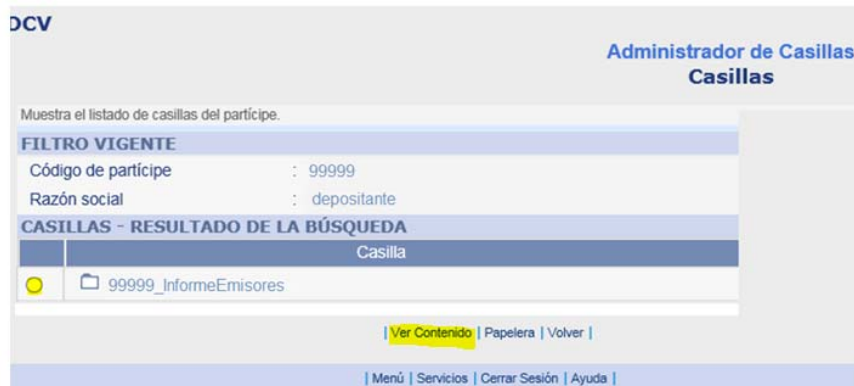 DCV
Administrador de Casillas
Casillas
Muestra el listado de casillas del partícipe.
FILTRO VIGENTE
Código de partícipe : 99999
Razón social : depositante
CASILLAS - RESULTADO DE LA BÚSQUEDA
Casilla
99999_InformeEmisores
| Ver Contenido | Papelera | Volver |
| Menú | Servicios | Cerrar Sesión | Ayuda |